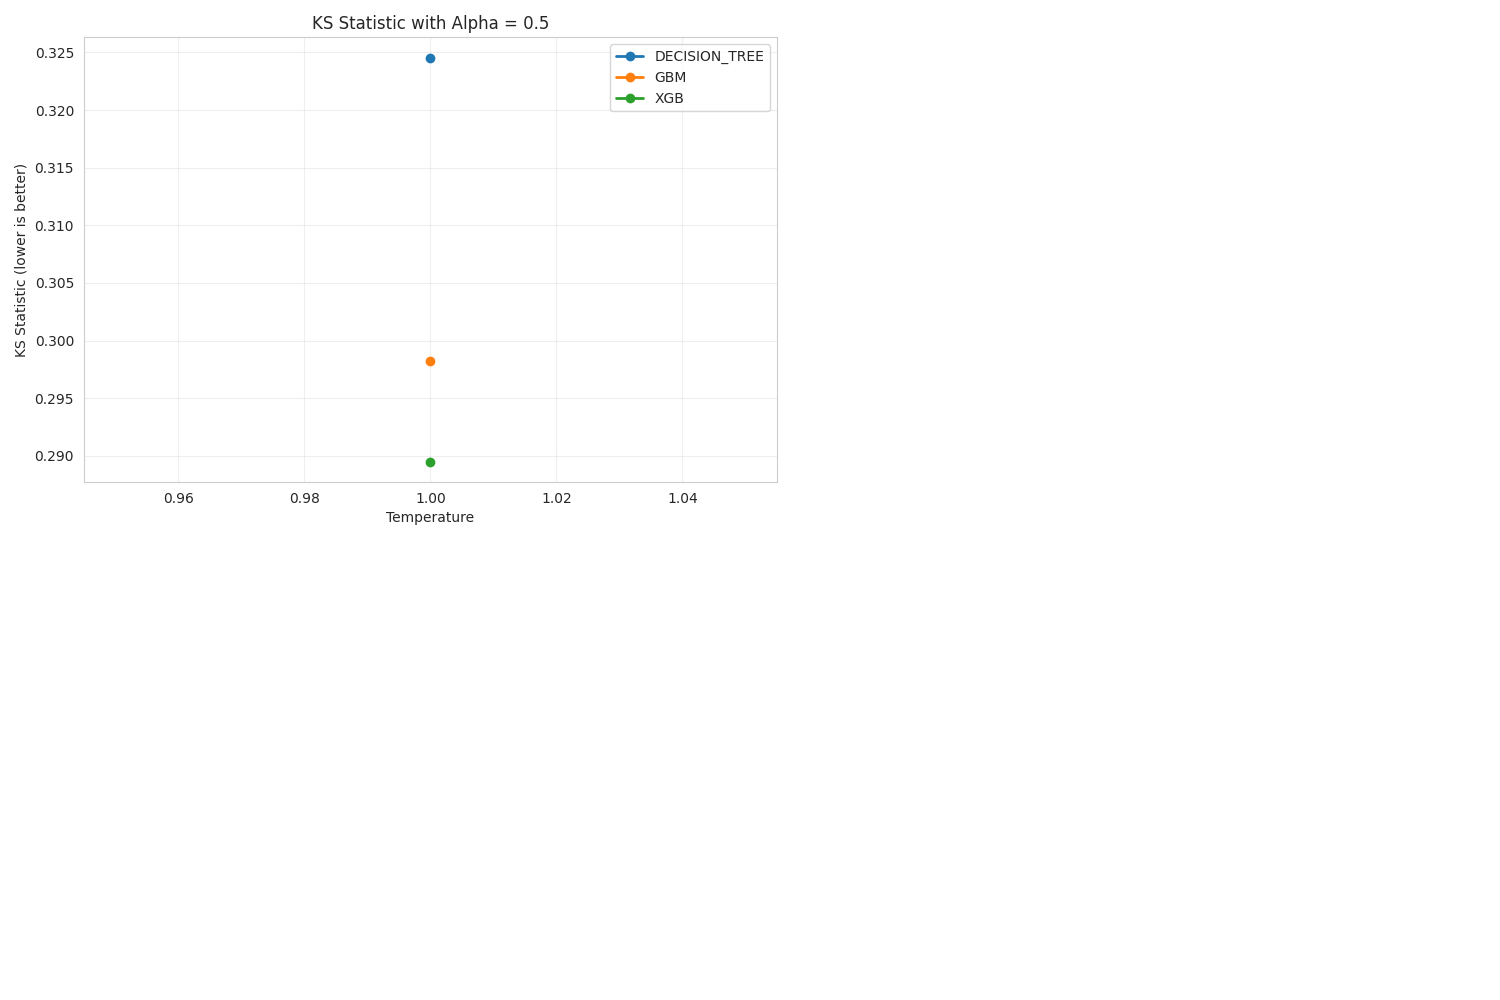 KS Statistic with Alpha = 0.5
DECISION_TREE
GBM
XGB
KS Statistic (lower is better)
0.325
0.320
0.315
0.310
0.305
0.300
0.295
0.290
0.96 0.98 1.00 1.02 1.04
Temperature